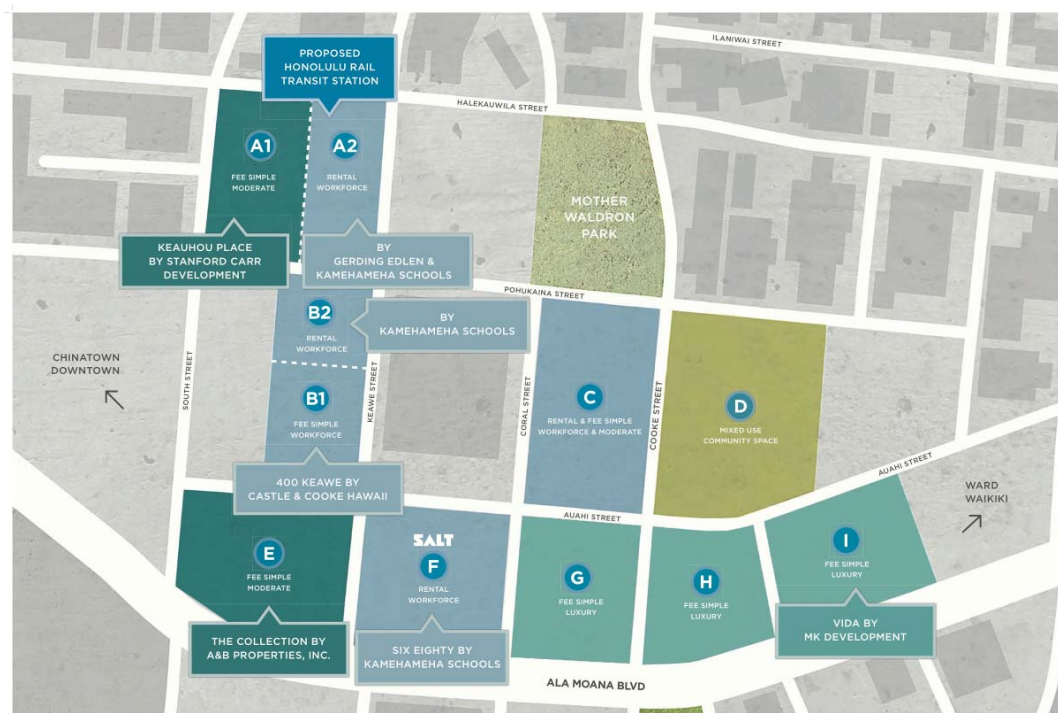 PROPOSED
HONOLULU RAIL
TRANSIT STATION
ILANIWAI STREET
HALEKAUWILA STREET
A1
FEE SIMPLE
MODERATE
A2
RENTAL
WORKFORCE
MOTHER
WALDRON
PARK
KEAUHOU PLACE
BY STANFORD CARR
DEVELOPMENT
BY
GERDING EDLEN &
KAMEHAMEHA SCHOOLS
POHUKAINA STREET
B2
RENTAL
WORKFORCE
BY
KAMEHAMEHA SCHOOLS
CHINATOWN
DOWNTOWN
SOUTH STREET
KEAWE STREET
B1
FEE SIMPLE
WORKFORCE
CORAL STREET
C
RENTAL & FEE SIMPLE
WORKFORCE & MODERATE
COOKE STREET
D
MIXED USE
COMMUNITY SPACE
400 KEAWE BY
CASTLE & COOKE HAWAII
AUAHI STREET
AUAHI STREET
WARD
WAIKIKI
E
FEE SIMPLE
MODERATE
SALT
F
RENTAL
WORKFORCE
G
FEE SIMPLE
LUXURY
H
FEE SIMPLE
LUXURY
I
FEE SIMPLE
LUXURY
THE COLLECTION BY
A&B PROPERTIES, INC.
SIX EIGHTY BY
KAMEHAMEHA SCHOOLS
VIDA BY
MK DEVELOPMENT
ALA MOANA BLVD